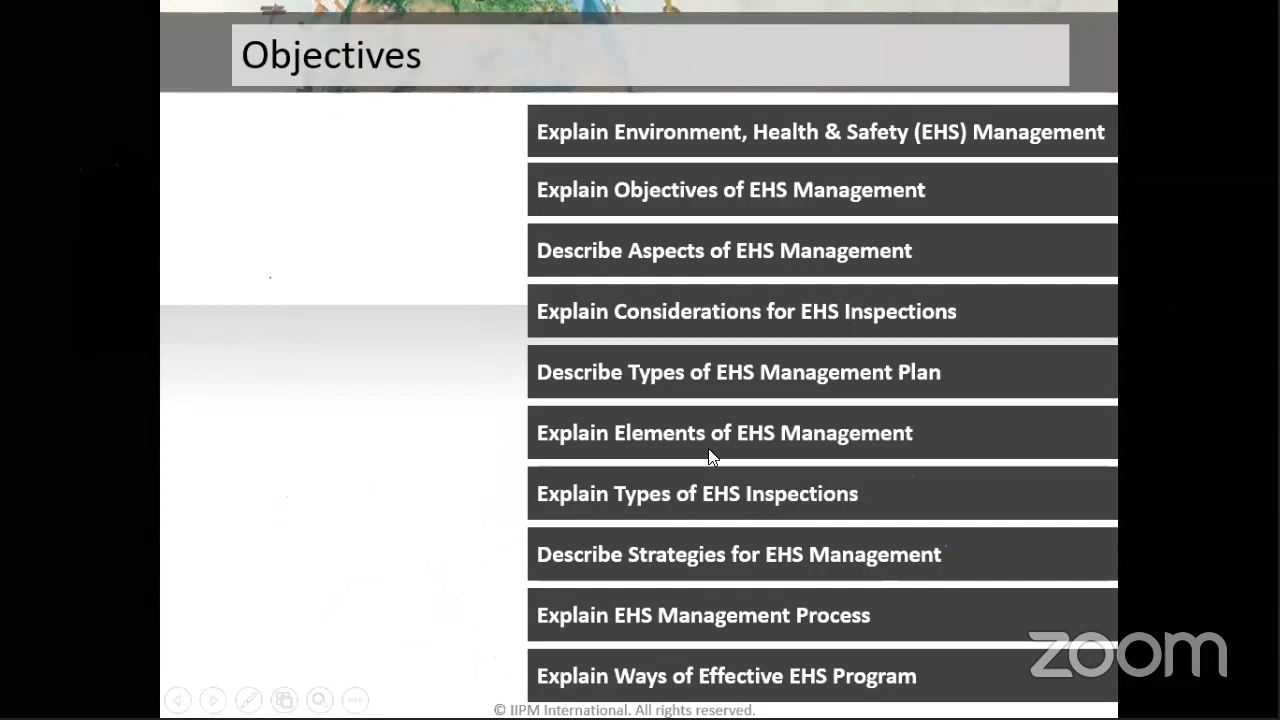 Objectives
Explain Environment, Health & Safety (EHS) Management
Explain Objectives of EHS Management
Describe Aspects of EHS Management
Explain Considerations for EHS Inspections
Describe Types of EHS Management Plan
Explain Elements of EHS Management
Explain Types of EHS Inspections
Describe Strategies for EHS Management
Explain EHS Management Process
Explain Ways of Effective EHS Program
zoom
© IIPM International. All rights reserved.